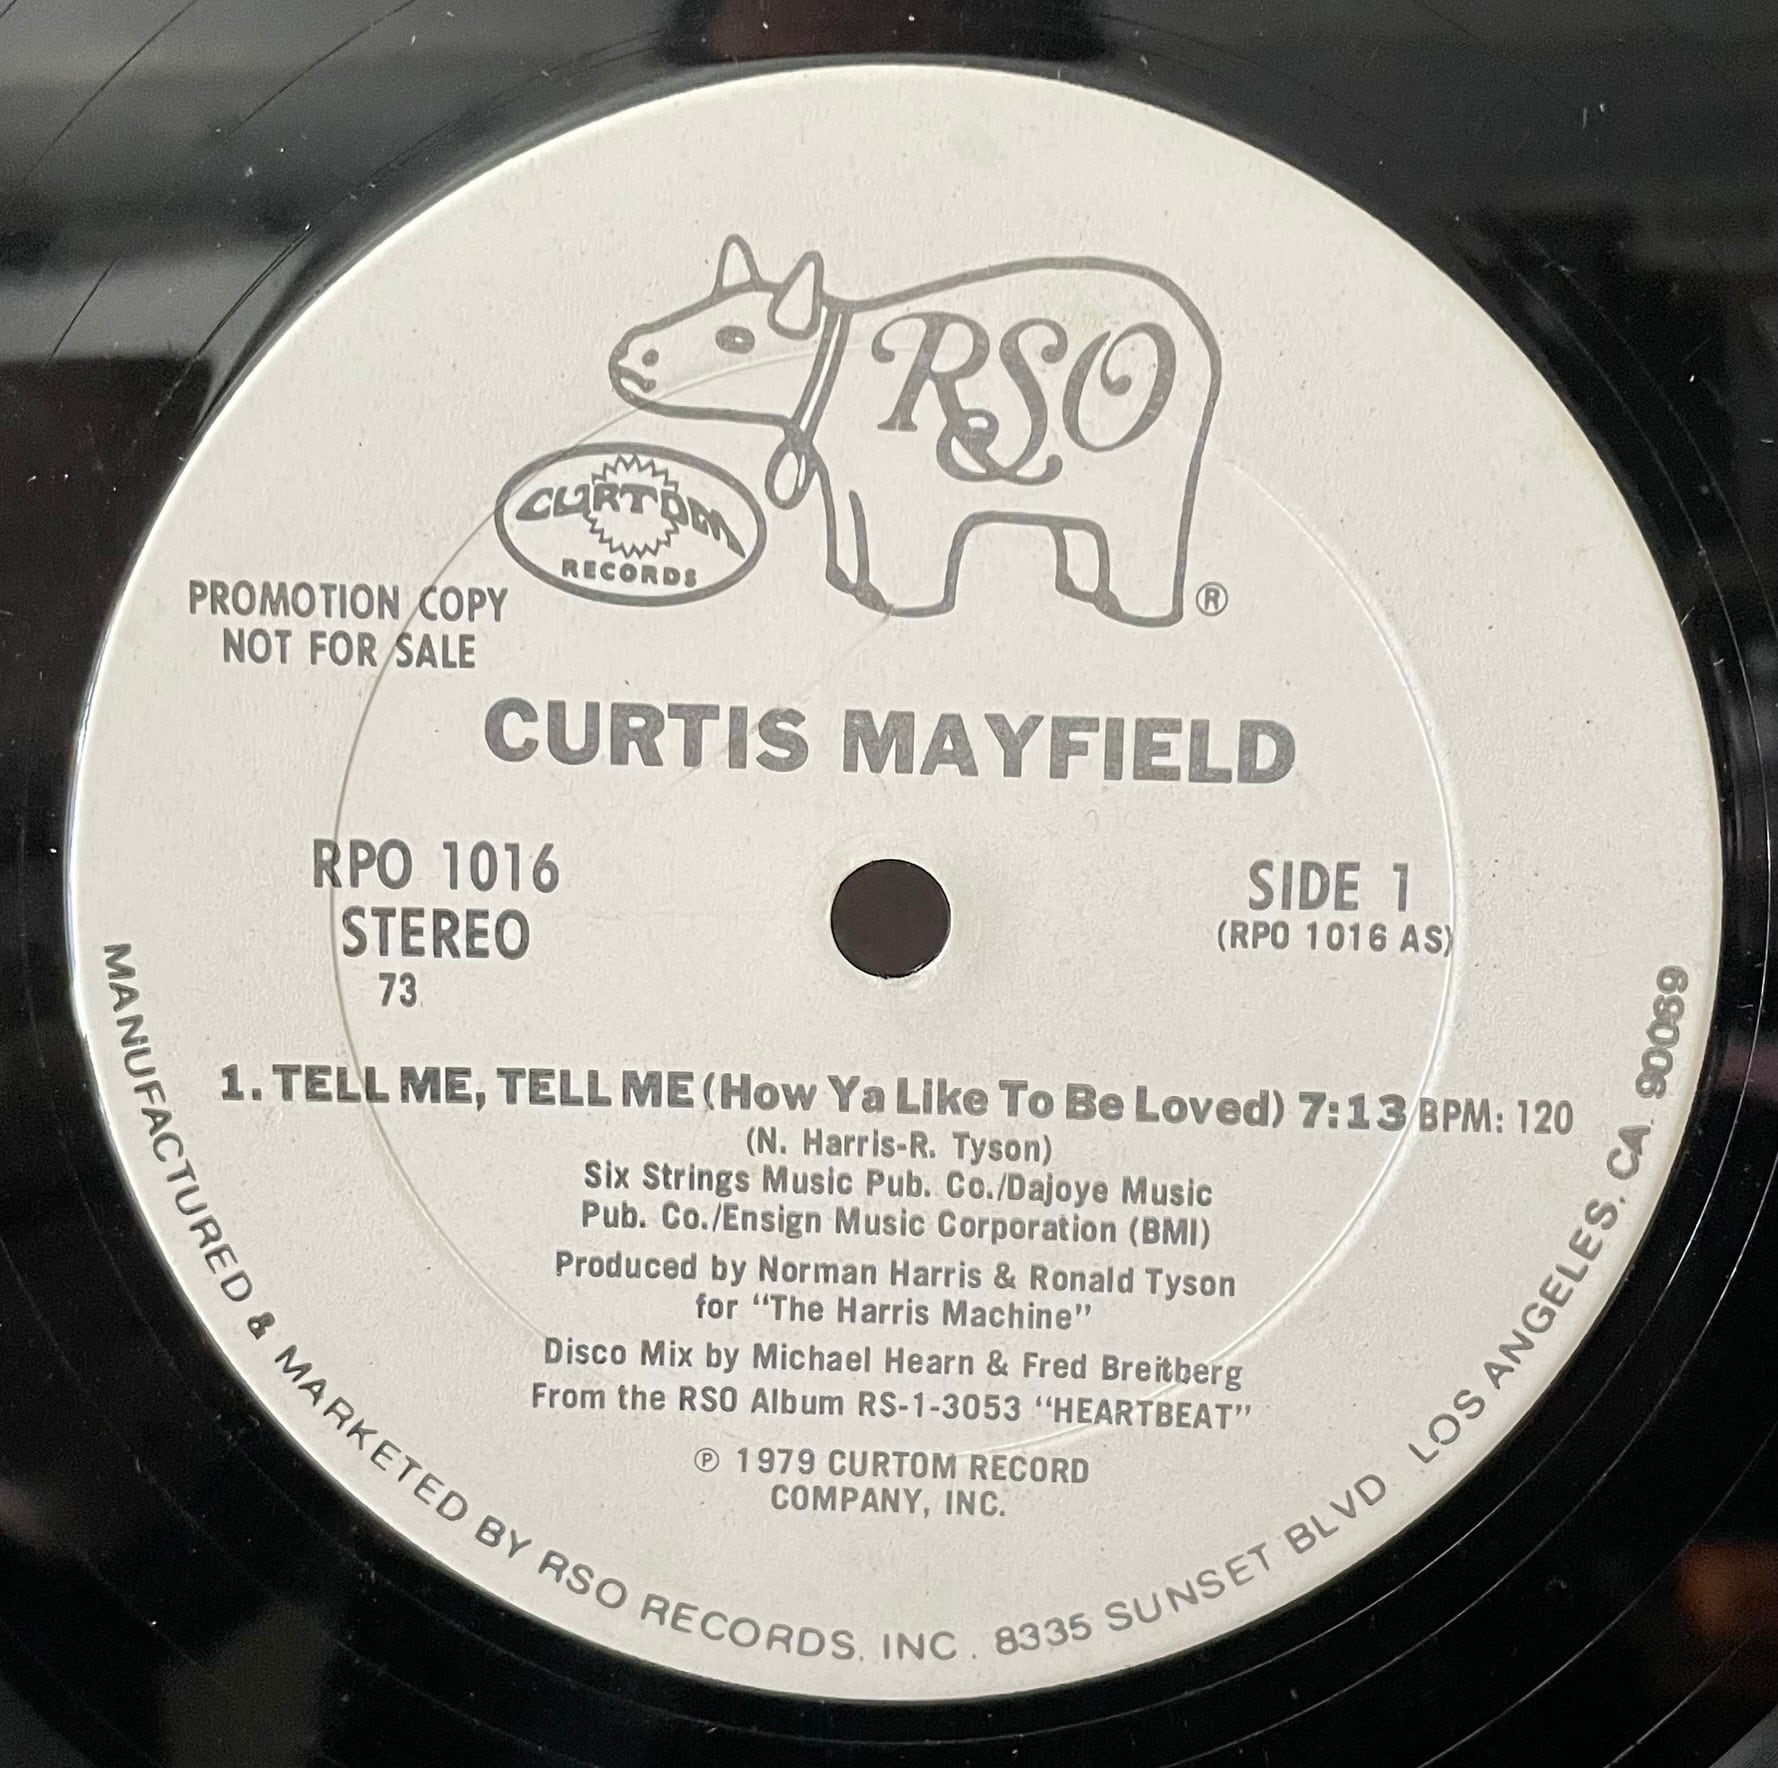 RSO
CURTOM
RECORDS
®
PROMOTION COPY
NOT FOR SALE
CURTIS MAYFIELD
RPO 1016
STEREO
73
SIDE 1
(RPO 1016 AS)
1. TELL ME, TELL ME (How Ya Like To Be Loved) 7:13 BPM: 120
(N. Harris-R. Tyson)
Six Strings Music Pub. Co./Dajoye Music
Pub. Co./Ensign Music Corporation (BMI)
Produced by Norman Harris & Ronald Tyson
for "The Harris Machine"
Disco Mix by Michael Hearn & Fred Breitberg
From the RSO Album RS-1-3053 "HEARTBEAT"
℗ 1979 CURTOM RECORD
COMPANY, INC.
MANUFACTURED & MARKETED BY RSO RECORDS, INC. 8335 SUNSET BLVD LOS ANGELES, CA. 90069